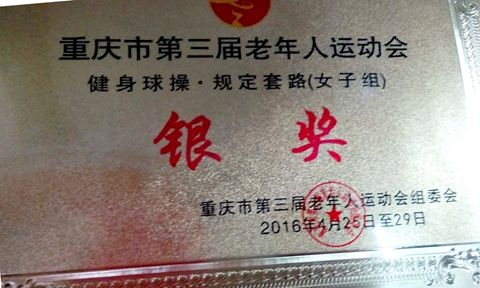 重庆市第三届老年人运动会
健身球操·规定套路(女子组)
银奖
重庆市第三届老年人运动会组委会
2016年4月25日至29日